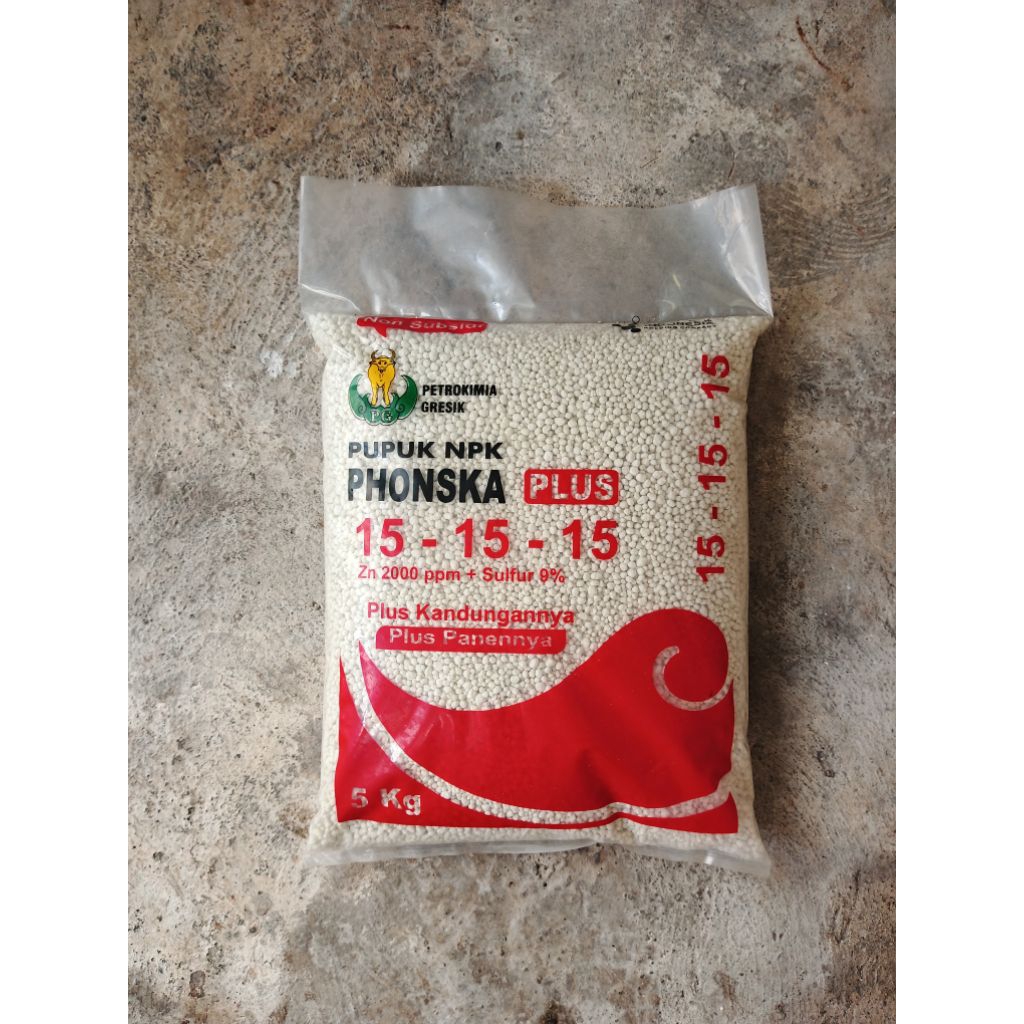 Non Subsidi
PETROKIMIA
GRESIK
PG
PUPUK NPK
PHONSKA PLUS
15 - 15 - 15
Zn 2000 ppm + Sulfur 9%
Plus Kandungannya
Plus Panennya
5 Kg
15 - 15 - 15